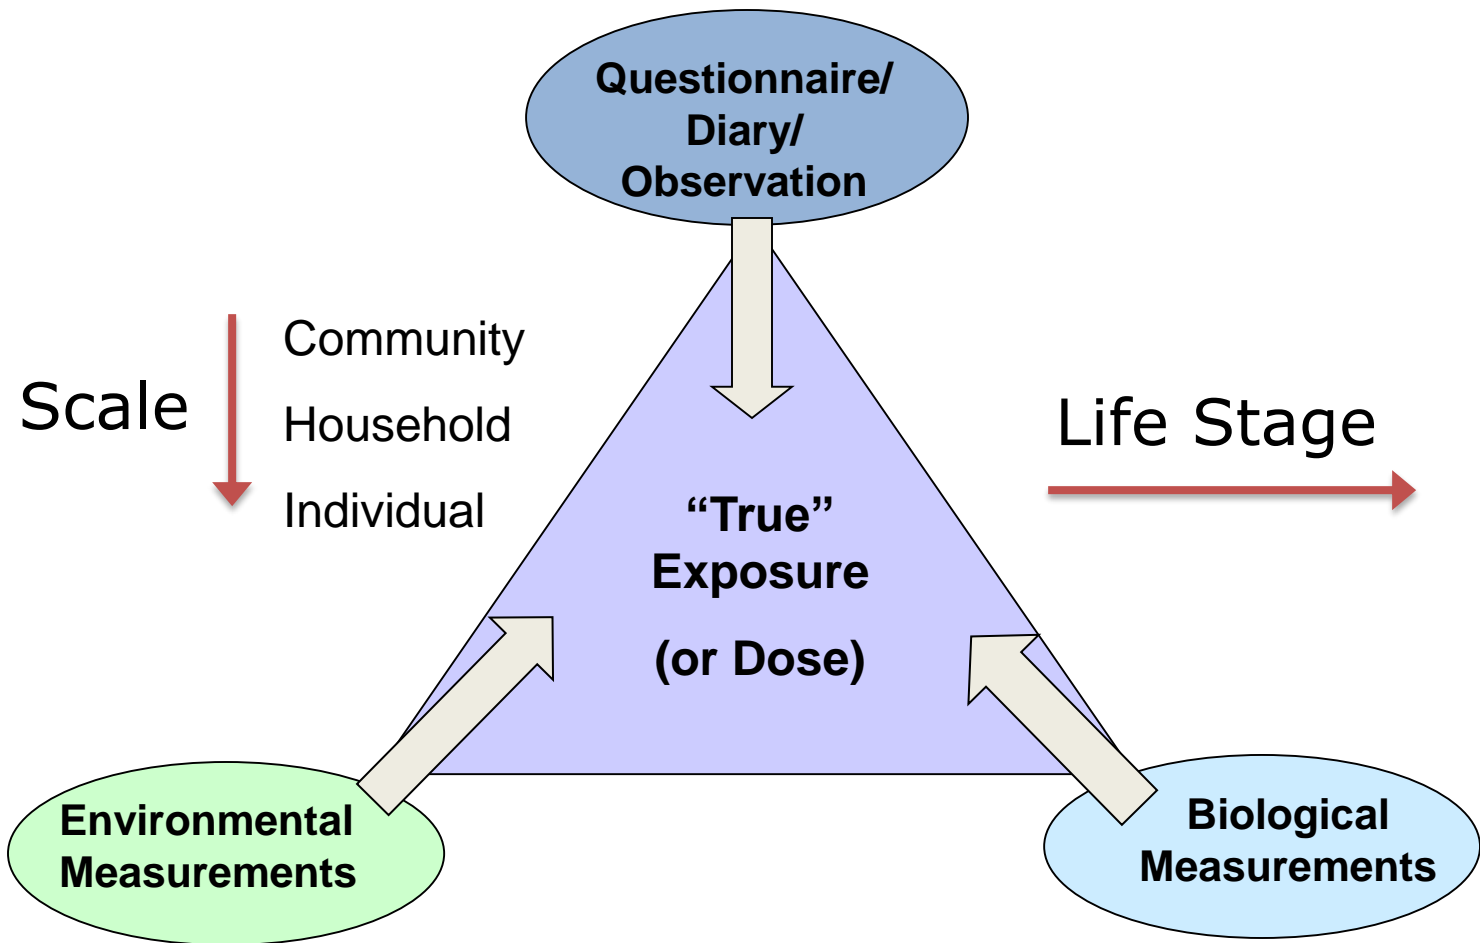 Questionnaire/
Diary/
Observation
Scale
Community
Household
Individual
Life Stage
“True”
Exposure
(or Dose)
Environmental
Measurements
Biological
Measurements